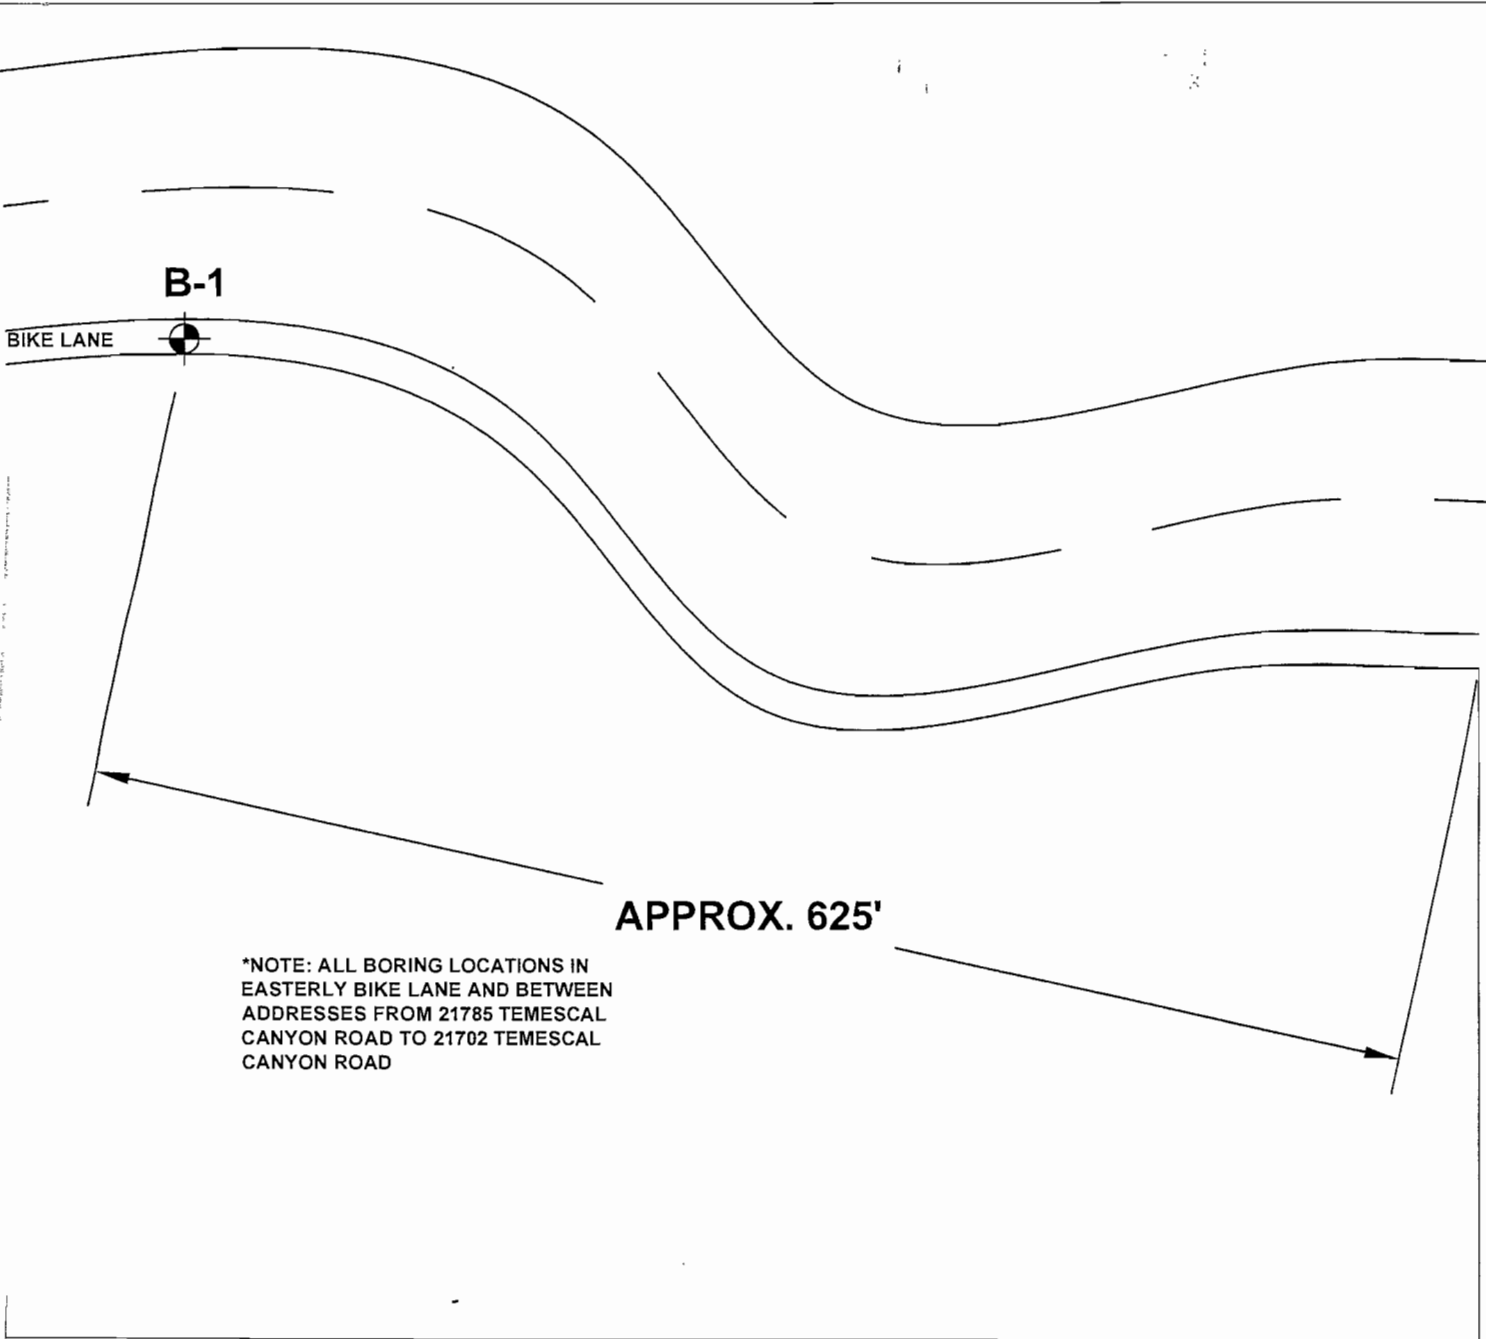 B-1
BIKE LANE
APPROX. 625'
*NOTE: ALL BORING LOCATIONS IN
EASTERLY BIKE LANE AND BETWEEN
ADDRESSES FROM 21785 TEMESCAL
CANYON ROAD TO 21702 TEMESCAL
CANYON ROAD